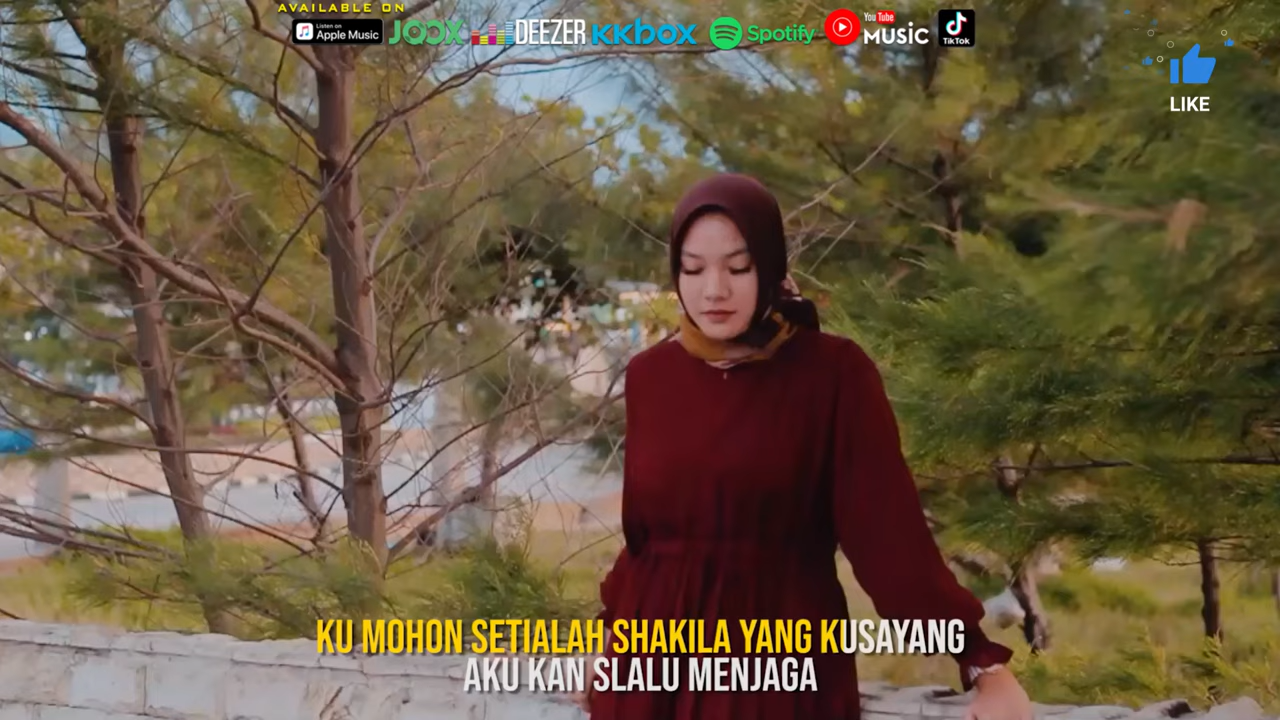 AVAILABLE ON
Listen on
Apple Music JOOX DEEZER KKBOX Spotify YouTube MUSIC TikTok
LIKE
KU MOHON SETIALAH SHAKILA YANG KUSAYANG
AKU KAN SLALU MENJAGA